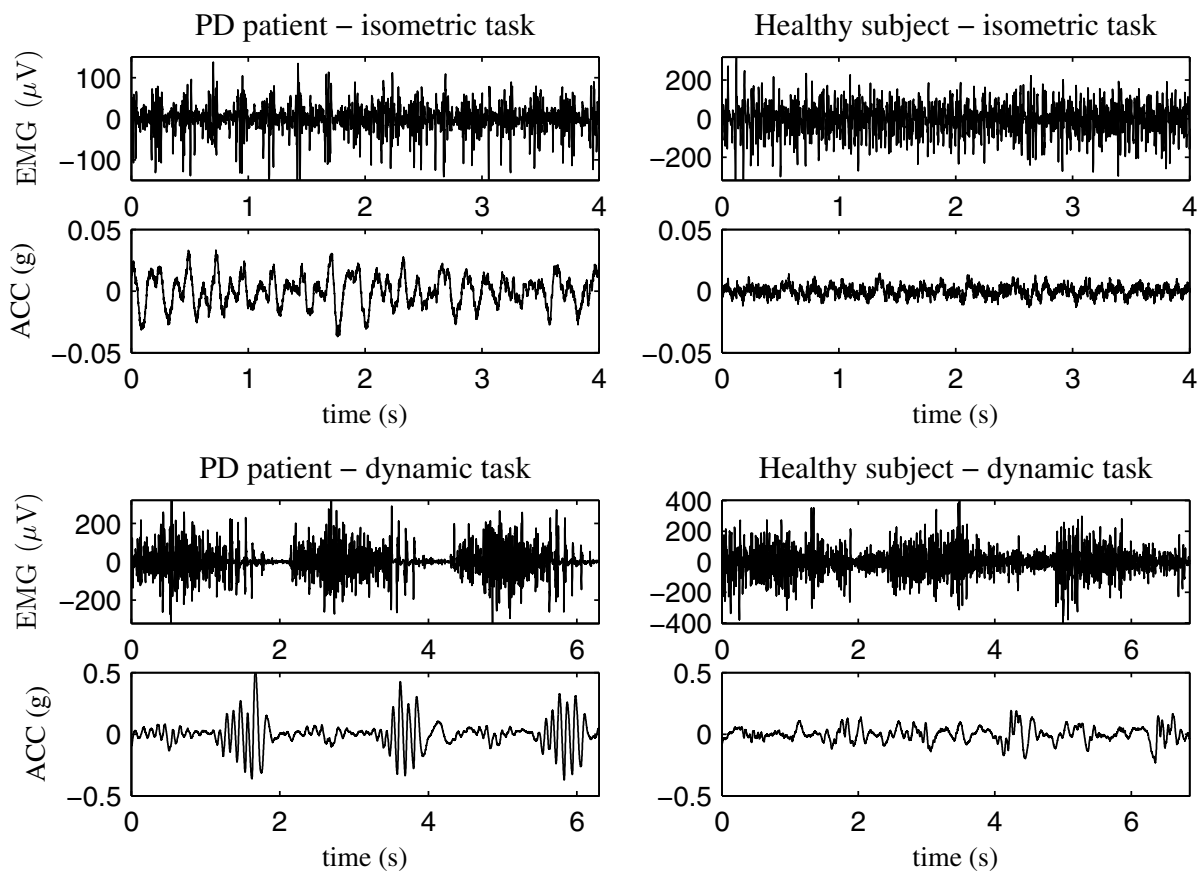 PD patient – isometric task
EMG (μV)
100
0
−100
0 1 2 3 4
ACC (g)
0.05
0
−0.05
0 1 2 3 4
time (s)
Healthy subject – isometric task
200
0
−200
0 1 2 3 4
0.05
0
−0.05
0 1 2 3 4
time (s)
PD patient – dynamic task
EMG (μV)
200
0
−200
0 2 4 6
ACC (g)
0.5
0
−0.5
0 2 4 6
time (s)
Healthy subject – dynamic task
400
200
0
−200
−400
0 2 4 6
0.5
0
−0.5
0 2 4 6
time (s)